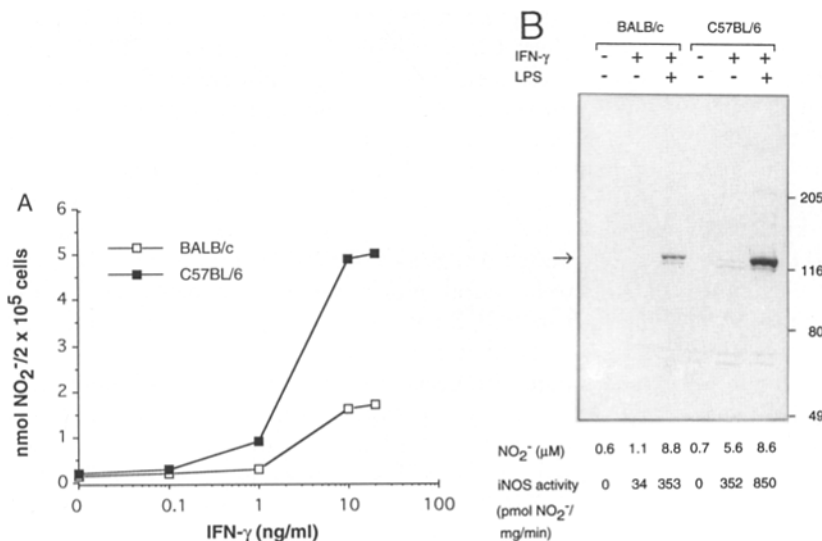 A
nmol NO₂⁻/2 x 10⁵ cells
6
5
4
3
2
1
0
BALB/c
C57BL/6
0 0.1 1 10 100
IFN-γ (ng/ml)
B
BALB/c C57BL/6
IFN-γ - + + - + +
LPS - - + - - +
205
→ 116
80
49
NO₂⁻ (μM) 0.6 1.1 8.8 0.7 5.6 8.6
iNOS activity 0 34 353 0 352 850
(pmol NO₂⁻/
mg/min)